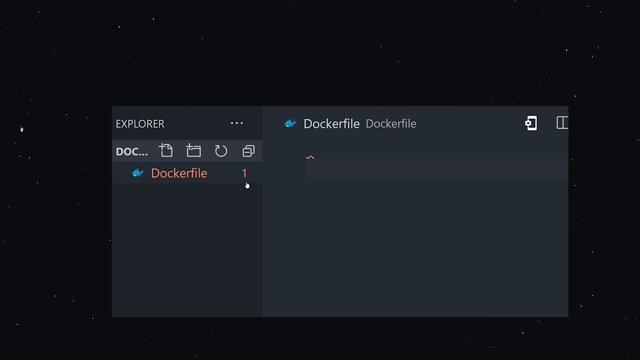 EXPLORER ...
DOC...
Dockerfile 1
Dockerfile Dockerfile